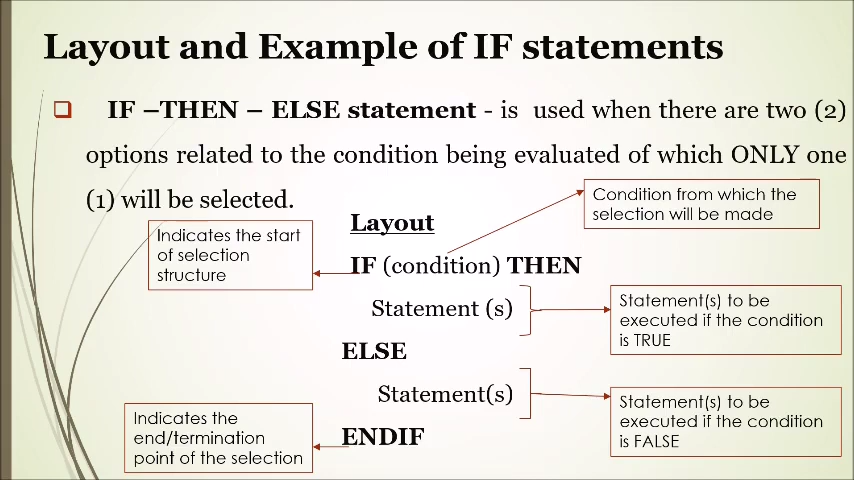 Layout and Example of IF statements
IF –THEN – ELSE statement - is used when there are two (2)
options related to the condition being evaluated of which ONLY one
(1) will be selected.
Condition from which the
selection will be made
Layout
Indicates the start
of selection
structure
IF (condition) THEN
Statement (s)
Statement(s) to be
executed if the condition
is TRUE
ELSE
Statement(s)
Statement(s) to be
executed if the condition
is FALSE
Indicates the
end/termination
point of the selection
ENDIF